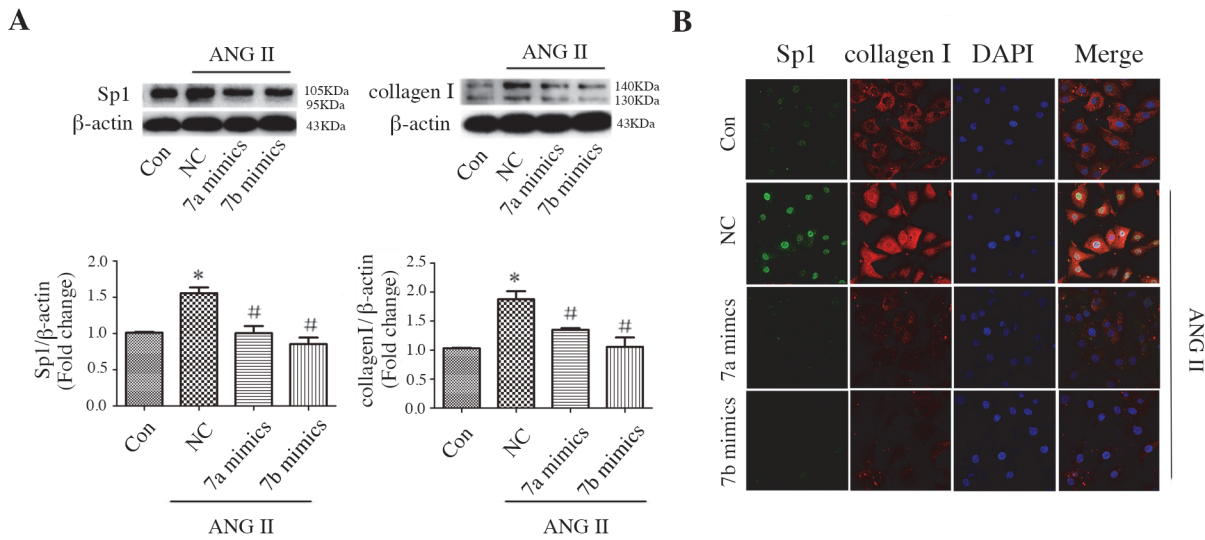 A
ANG II
Sp1
105KDa
95KDa
β-actin
43KDa
Con
NC
7a mimics
7b mimics
ANG II
collagen I
140KDa
130KDa
β-actin
43KDa
Con
NC
7a mimics
7b mimics
Sp1/β-actin
(Fold change)
2.0
1.5
1.0
0.5
0.0
*
#
#
Con
NC
7a mimics
7b mimics
ANG II
collagen I/β-actin
(Fold change)
2.5
2.0
1.5
1.0
0.5
0.0
*
#
#
Con
NC
7a mimics
7b mimics
ANG II
B
Sp1 collagen I DAPI Merge
Con
NC
7a mimcs
7b mimics
ANG II